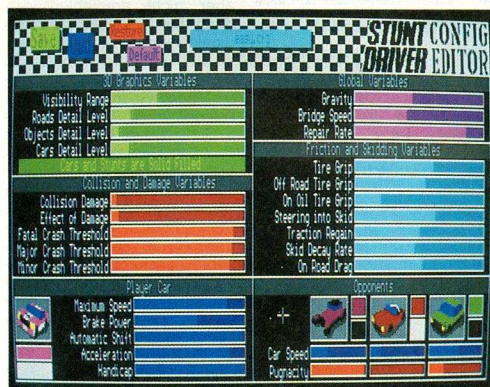 Save
Restore
Default
STUNT CONFIG
DRIVER EDITOR
3D Graphics Variables
Visibility Range
Roads Detail Level
Objects Detail Level
Cars Detail Level
Cars and Stunts are Solid Filled
Collision and Damage Variables
Collision Damage
Effect of Damage
Fatal Crash Threshold
Major Crash Threshold
Minor Crash Threshold
Global Variables
Gravity
Bridge Speed
Repair Rate
Friction and Skidding Variables
Tire Grip
Off Road Tire Grip
On Oil Tire Grip
Steering into Skid
Traction Regain
Skid Decay Rate
On Road Drag
Player Car
Maximum Speed
Brake Power
Automatic Shift
Acceleration
Handicap
Opponents
Car Speed
Pugnacity